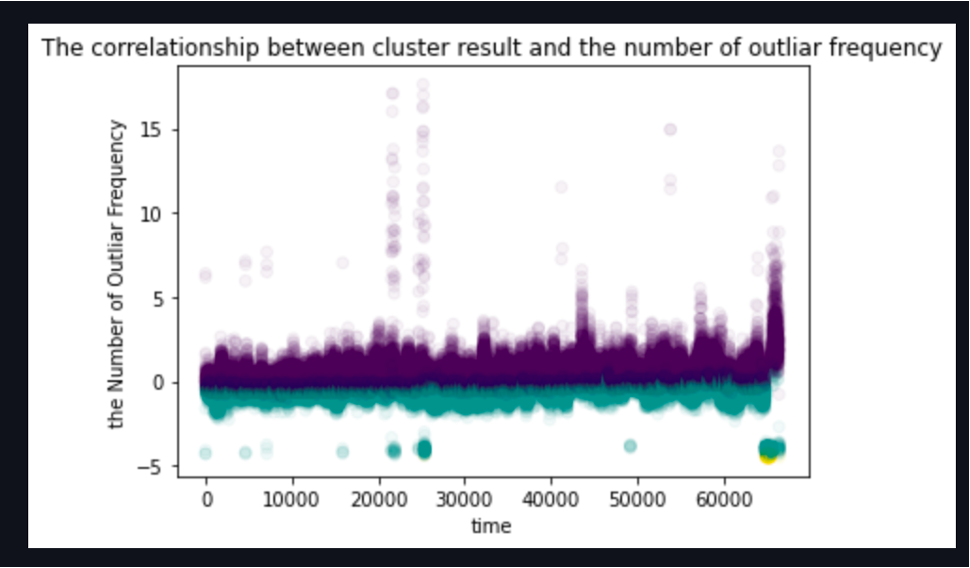 The correlationship between cluster result and the number of outliar frequency
the Number of Outliar Frequency
15
10
5
0
−5
0 10000 20000 30000 40000 50000 60000
time